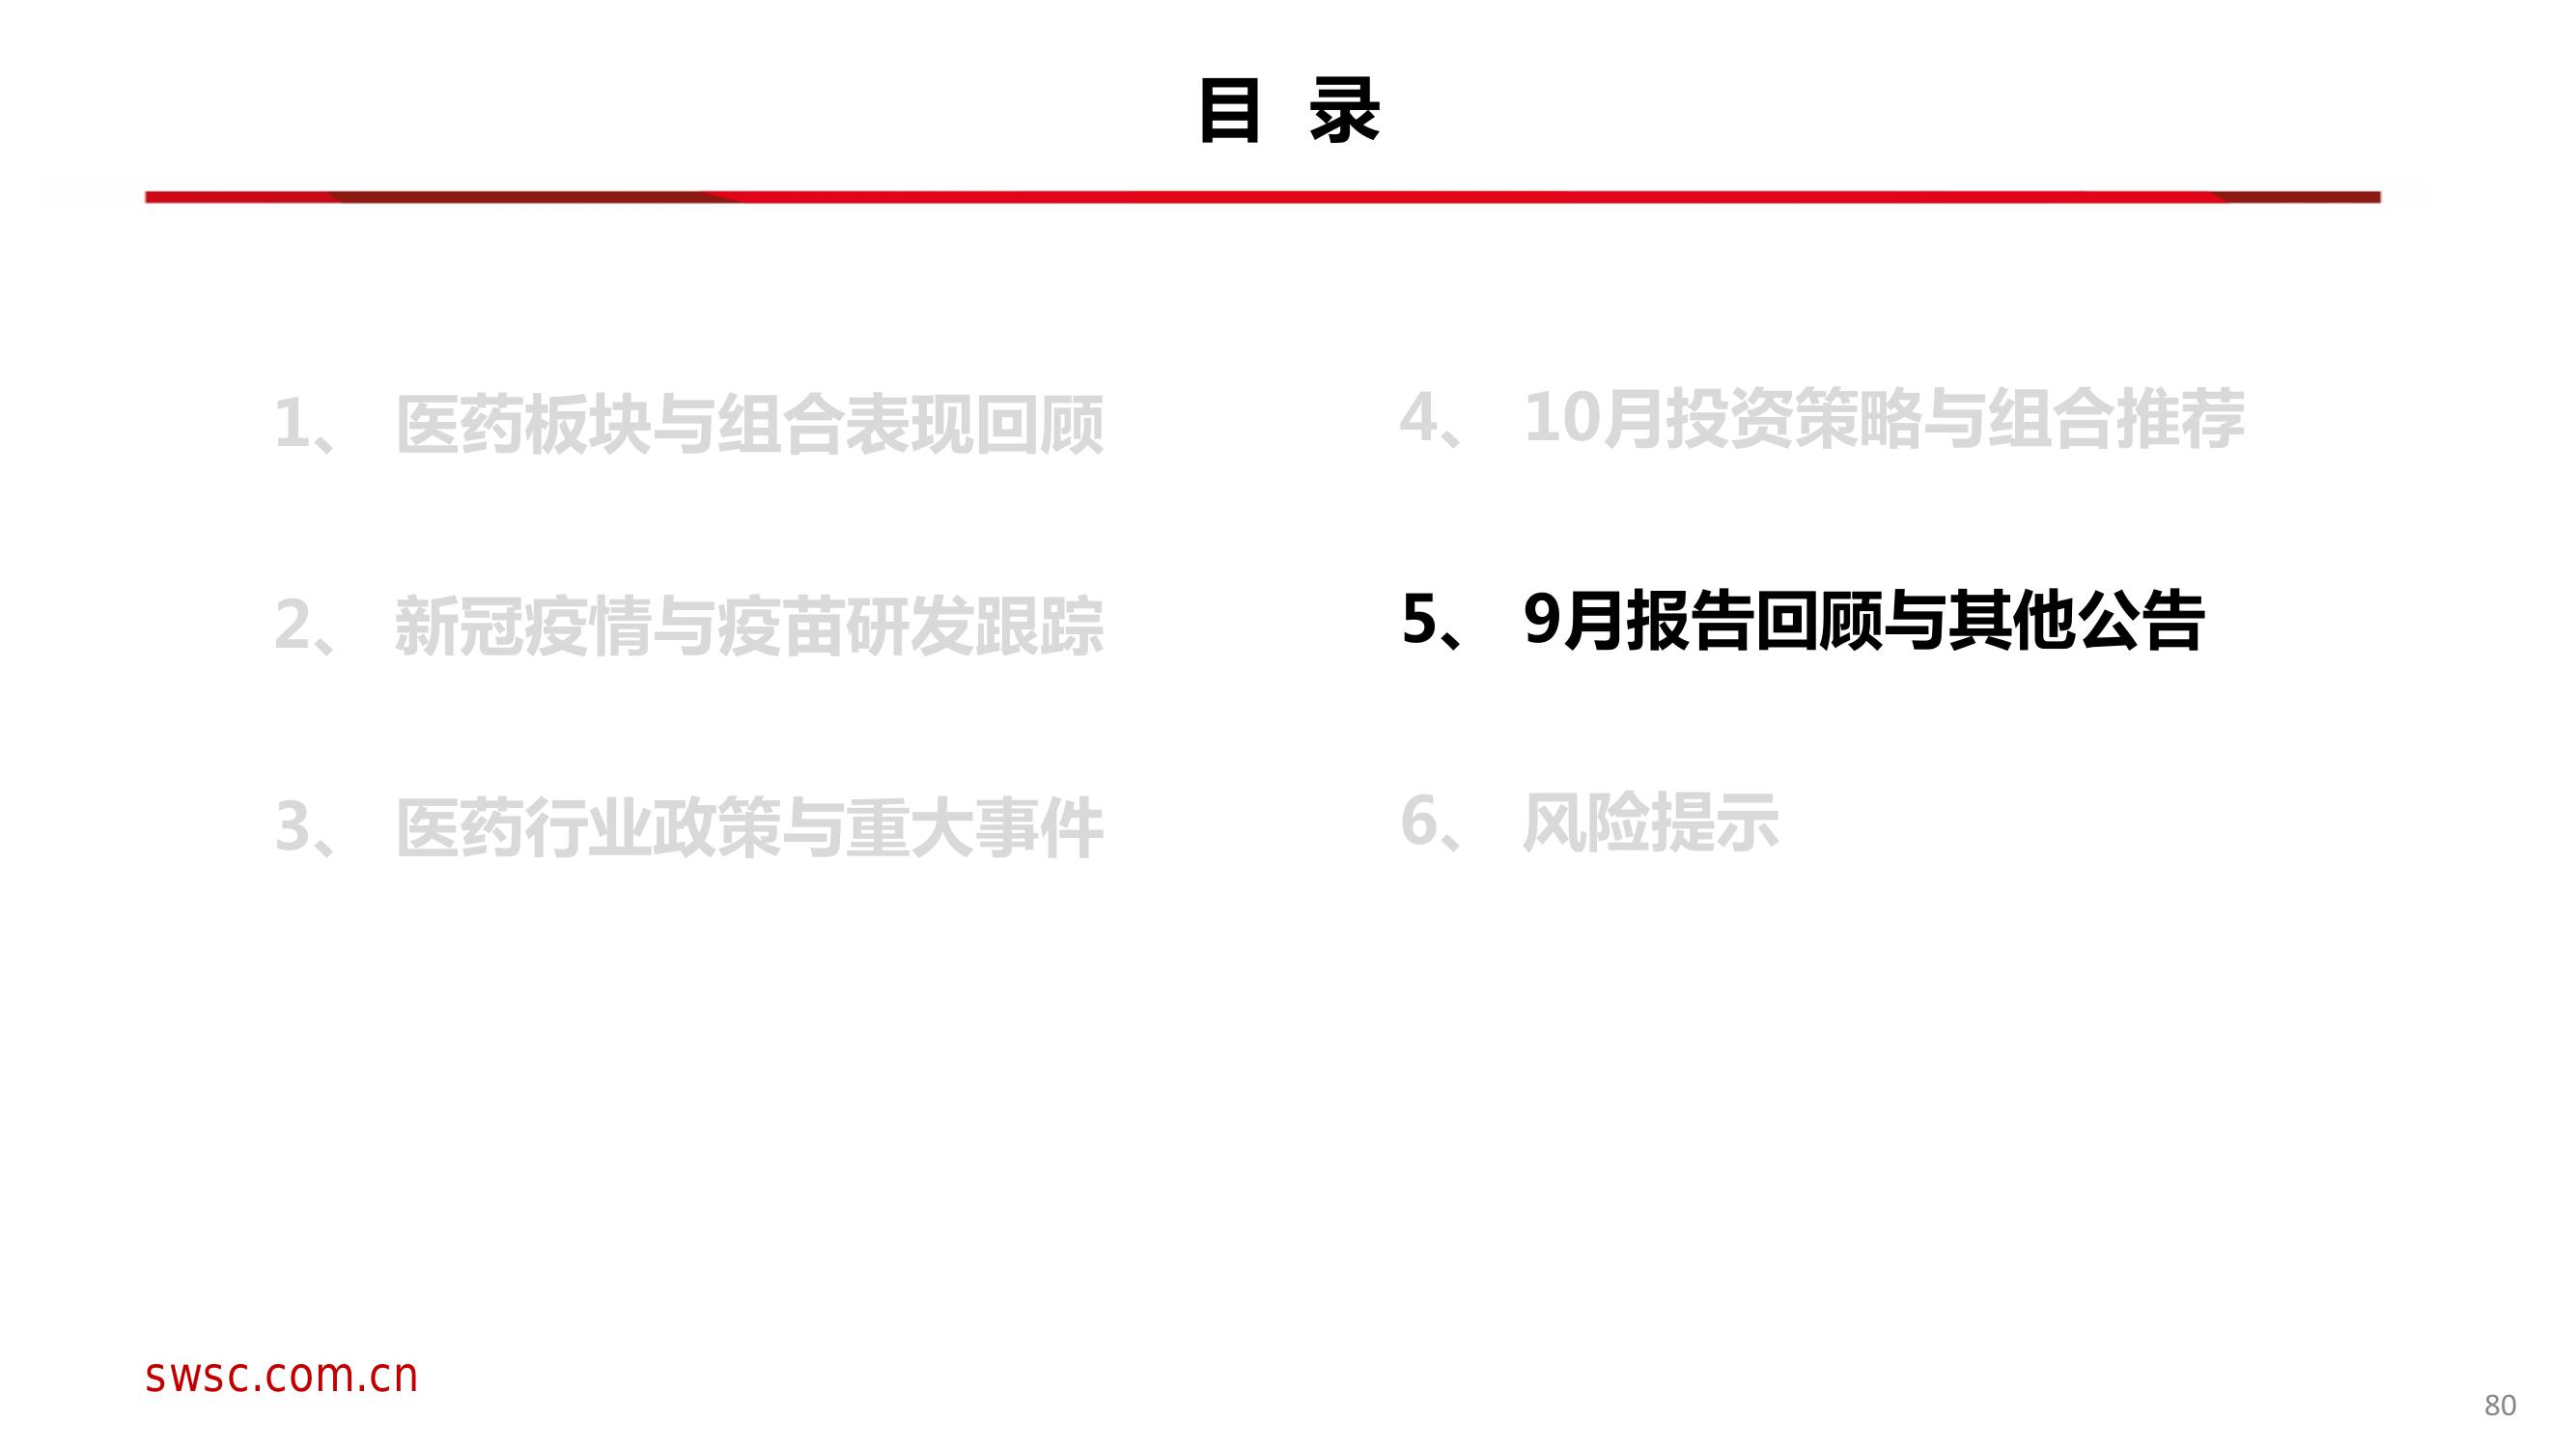 目 录
1、 医药板块与组合表现回顾
2、 新冠疫情与疫苗研发跟踪
3、 医药行业政策与重大事件
4、 10月投资策略与组合推荐
5、 9月报告回顾与其他公告
6、 风险提示
swsc.com.cn
80